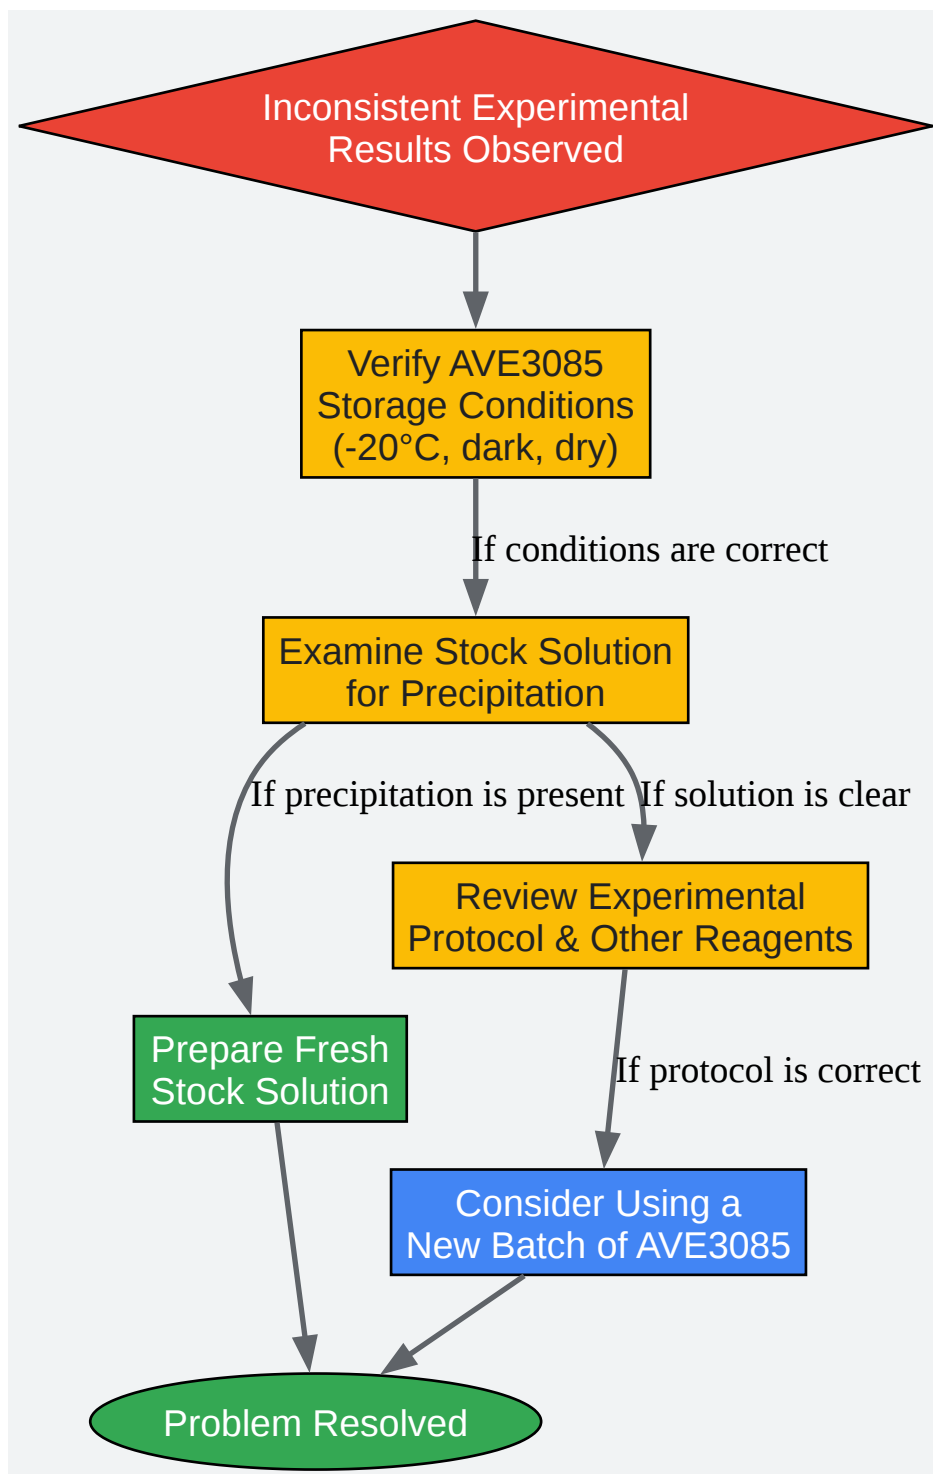 Inconsistent Experimental
Results Observed
Verify AVE3085
Storage Conditions
(-20°C, dark, dry)
If conditions are correct
Examine Stock Solution
for Precipitation
If precipitation is present
If solution is clear
Review Experimental
Protocol & Other Reagents
Prepare Fresh
Stock Solution
If protocol is correct
Consider Using a
New Batch of AVE3085
Problem Resolved